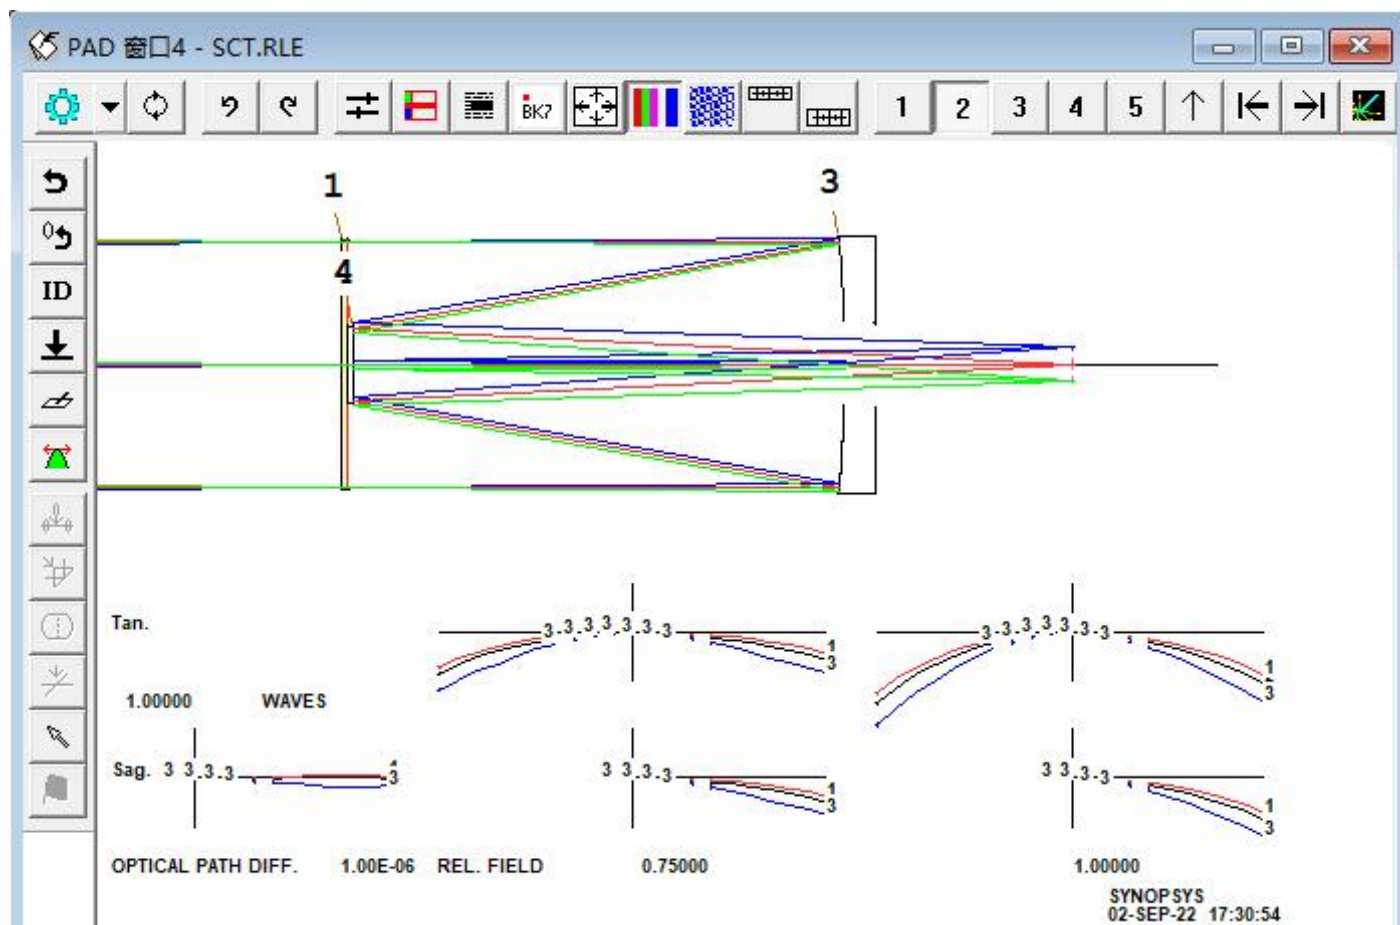 PAD 窗口4 - SCT.RLE
BK7
1 2 3 4 5
ID
1 3
4
Tan.
3 3 3 3 3 3 3 1 3
3 3 3 3 3 3 3 1 3
1.00000 WAVES
Sag. 3 3 3 3 3
3 3 3 3 1 3
3 3 3 3 1 3
OPTICAL PATH DIFF. 1.00E-06 REL. FIELD 0.75000 1.00000
SYNOPSYS
02-SEP-22 17:30:54